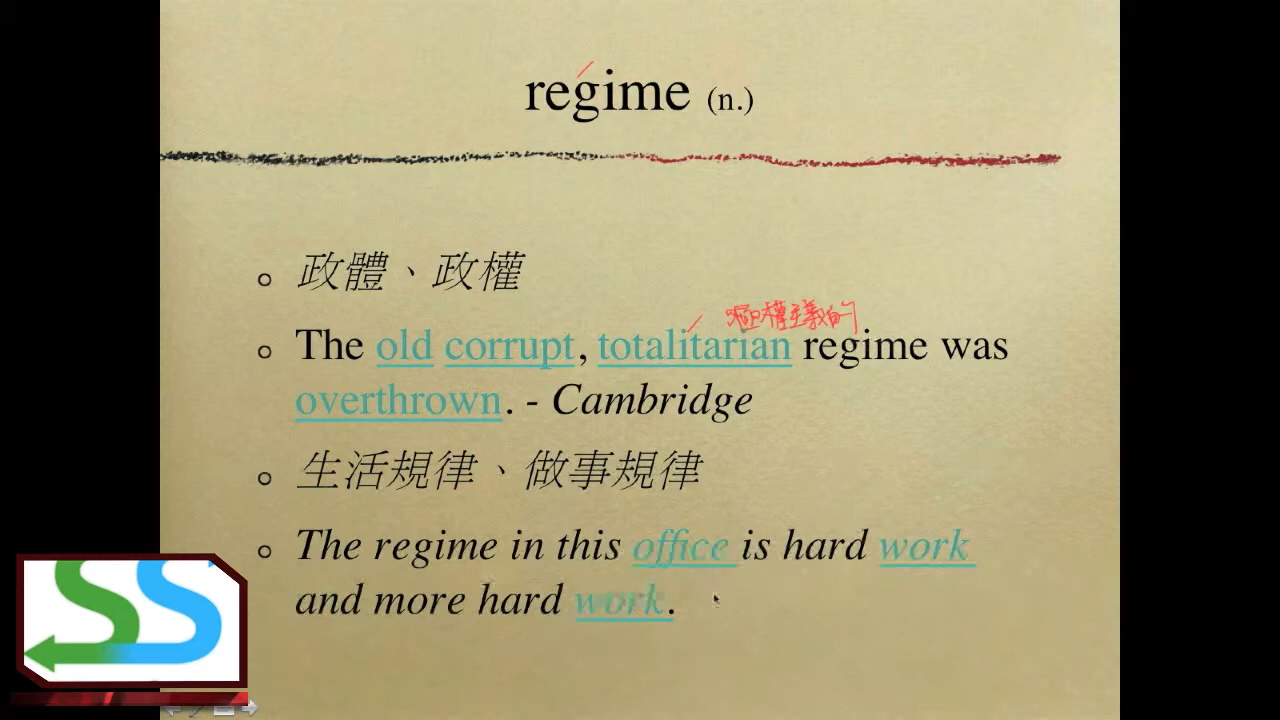 regime (n.)
政體、政權
極權主義的
The old corrupt, totalitarian regime was
overthrown. - Cambridge
生活規律、做事規律
The regime in this office is hard work
and more hard work.
SS